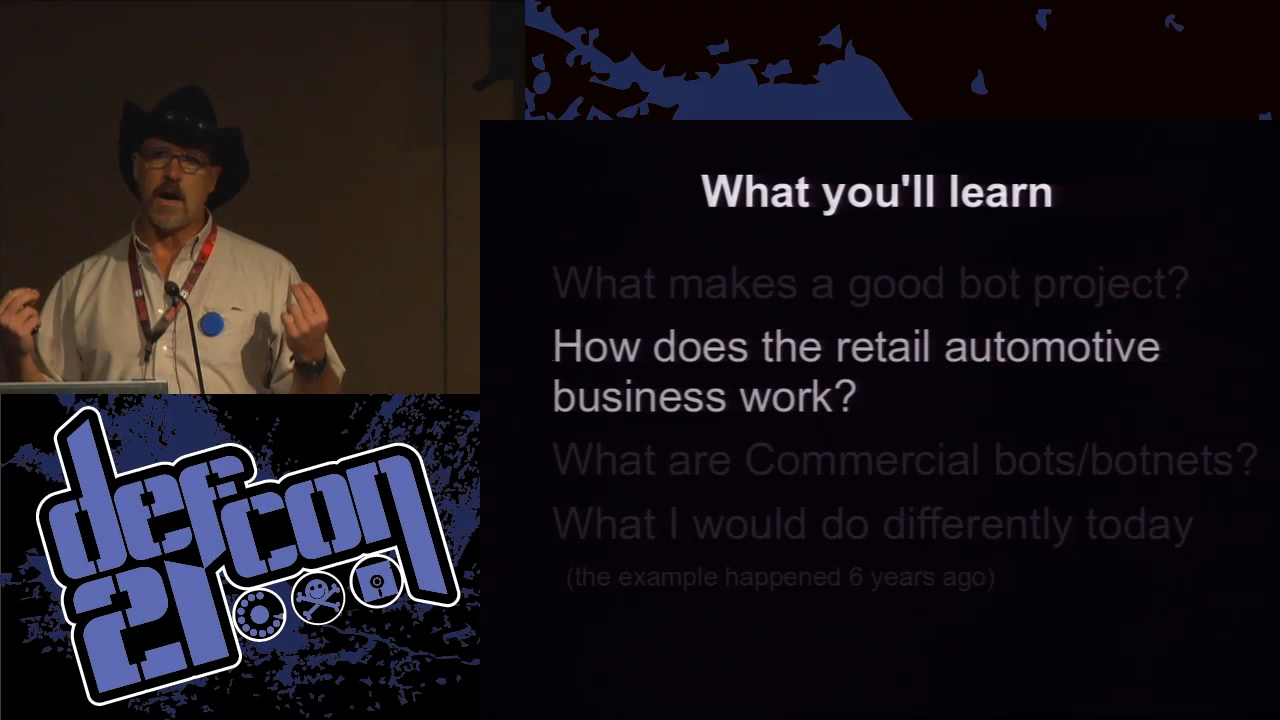 What you'll learn
What makes a good bot project?
How does the retail automotive
business work?
What are Commercial bots/botnets?
What I would do differently today
(the example happened 6 years ago)
defcon
21